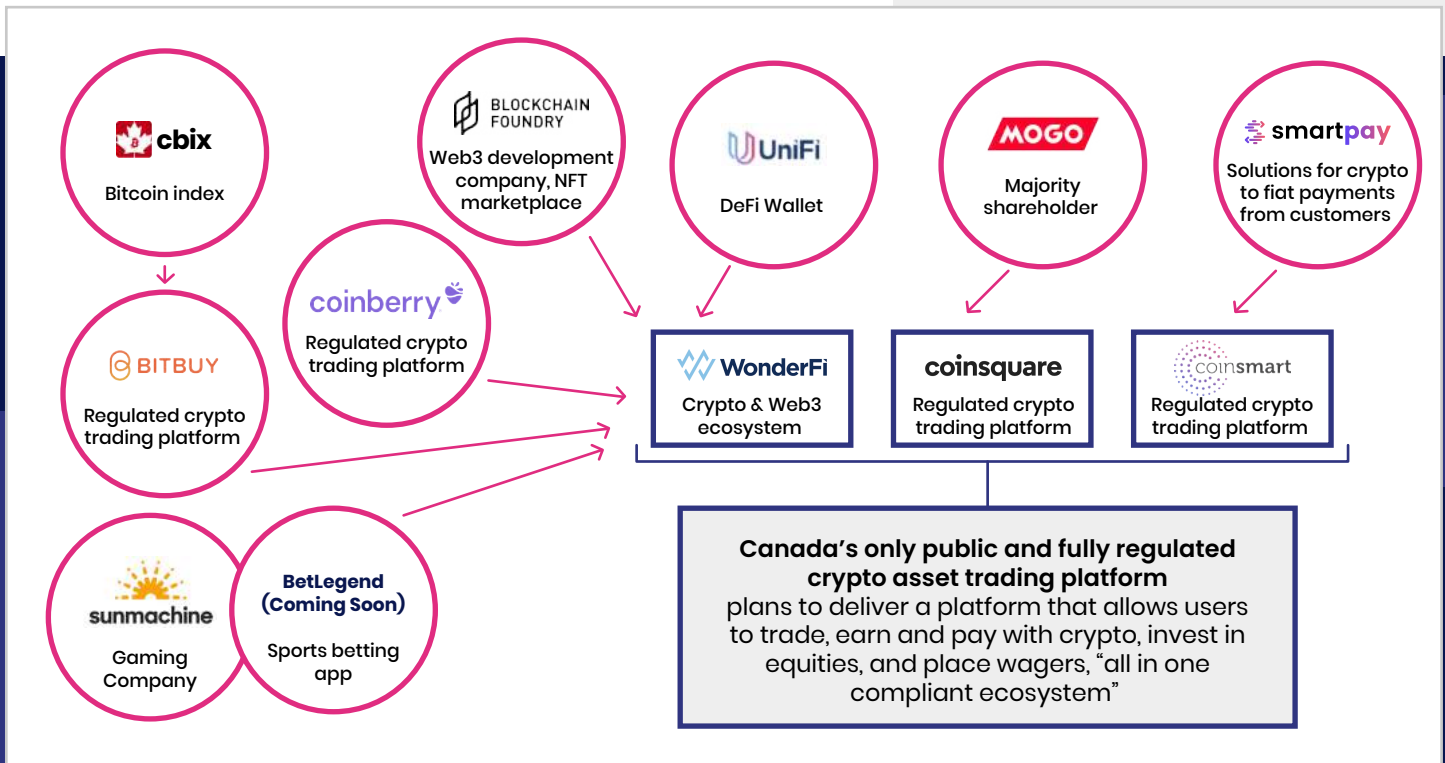 cbix
Bitcoin index
BLOCKCHAIN
FOUNDRY
Web3 development
company, NFT
marketplace
UniFi
DeFi Wallet
MOGO
Majority
shareholder
smartpay
Solutions for crypto
to fiat payments
from customers
coinberry
Regulated crypto
trading platform
BITBUY
Regulated crypto
trading platform
WonderFi
Crypto & Web3
ecosystem
coinsquare
Regulated crypto
trading platform
coinsmart
Regulated crypto
trading platform
sunmachine
Gaming
Company
BetLegend
(Coming Soon)
Sports betting
app
Canada’s only public and fully regulated
crypto asset trading platform
plans to deliver a platform that allows users
to trade, earn and pay with crypto, invest in
equities, and place wagers, “all in one
compliant ecosystem”